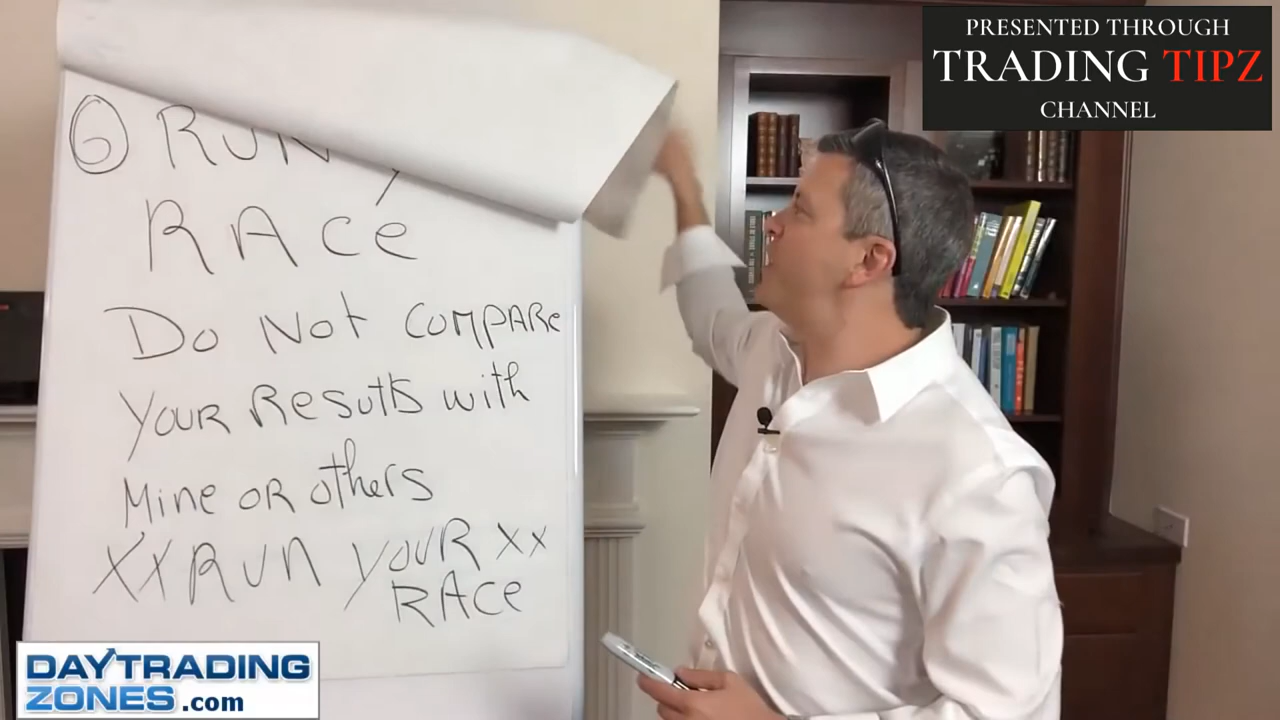 PRESENTED THROUGH
TRADING TIPZ
CHANNEL
6 RUN
RACe
Do Not COMPARe
YOUR Results with
Mine OR others
XX RUN YOUR XX
RACe
DAYTRADING
ZONES.com